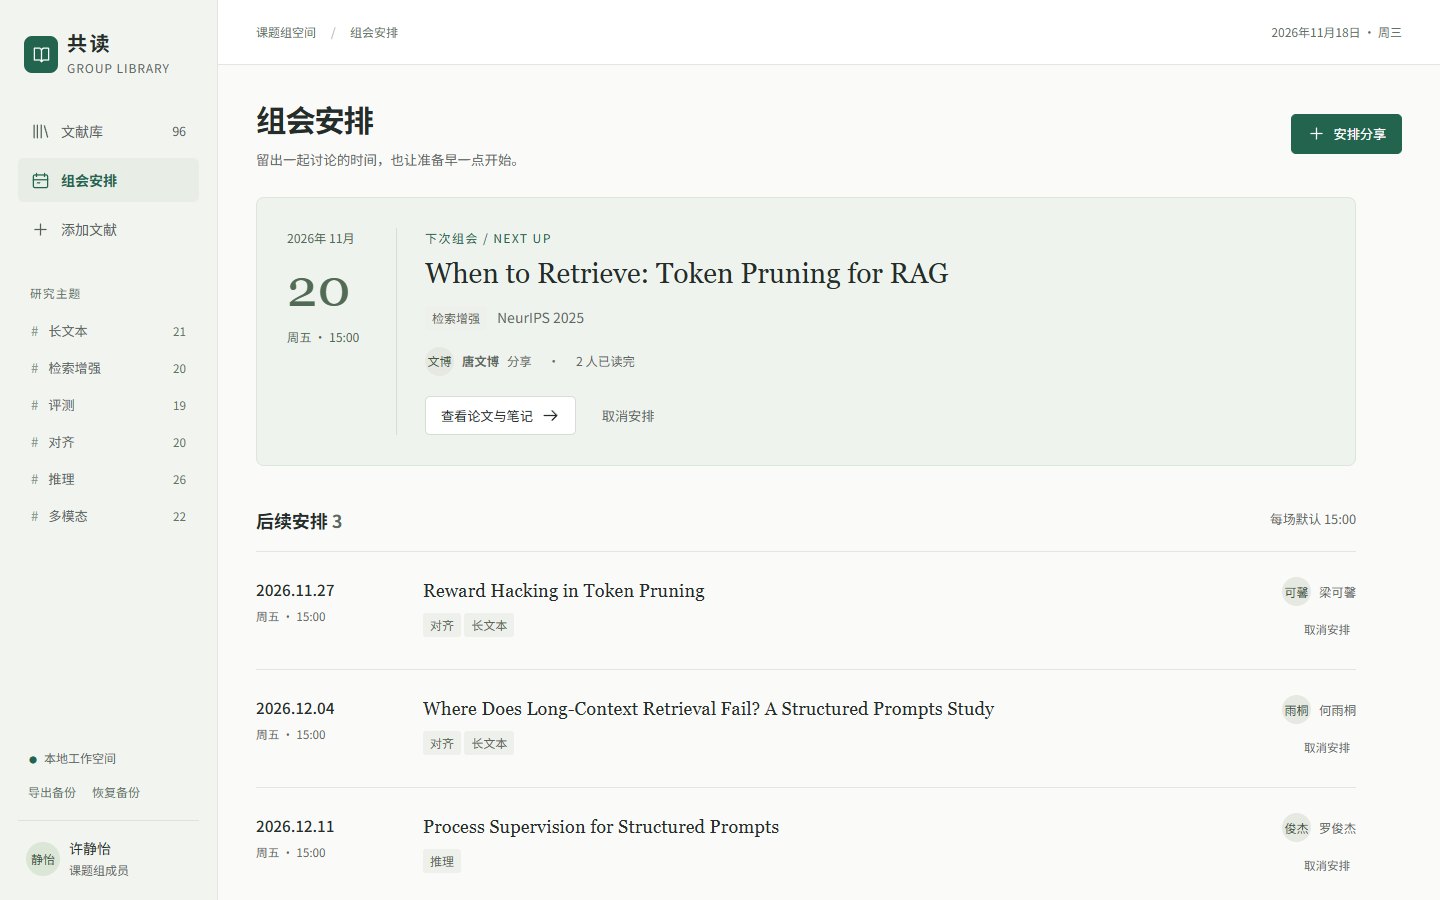 共读
GROUP LIBRARY
文献库 96
组会安排
添加文献
研究主题
# 长文本 21
# 检索增强 20
# 评测 19
# 对齐 20
# 推理 26
# 多模态 22
本地工作空间
导出备份 恢复备份
静怡 许静怡
课题组成员
课题组空间 / 组会安排
2026年11月18日 · 周三
组会安排
留出一起讨论的时间，也让准备早一点开始。
安排分享
2026年 11月
20
周五 · 15:00
下次组会 / NEXT UP
When to Retrieve: Token Pruning for RAG
检索增强 NeurIPS 2025
文博 唐文博 分享 · 2 人已读完
查看论文与笔记 → 取消安排
后续安排 3
每场默认 15:00
2026.11.27
周五 · 15:00
Reward Hacking in Token Pruning
对齐 长文本
可馨 梁可馨
取消安排
2026.12.04
周五 · 15:00
Where Does Long-Context Retrieval Fail? A Structured Prompts Study
对齐 长文本
雨桐 何雨桐
取消安排
2026.12.11
周五 · 15:00
Process Supervision for Structured Prompts
推理
俊杰 罗俊杰
取消安排